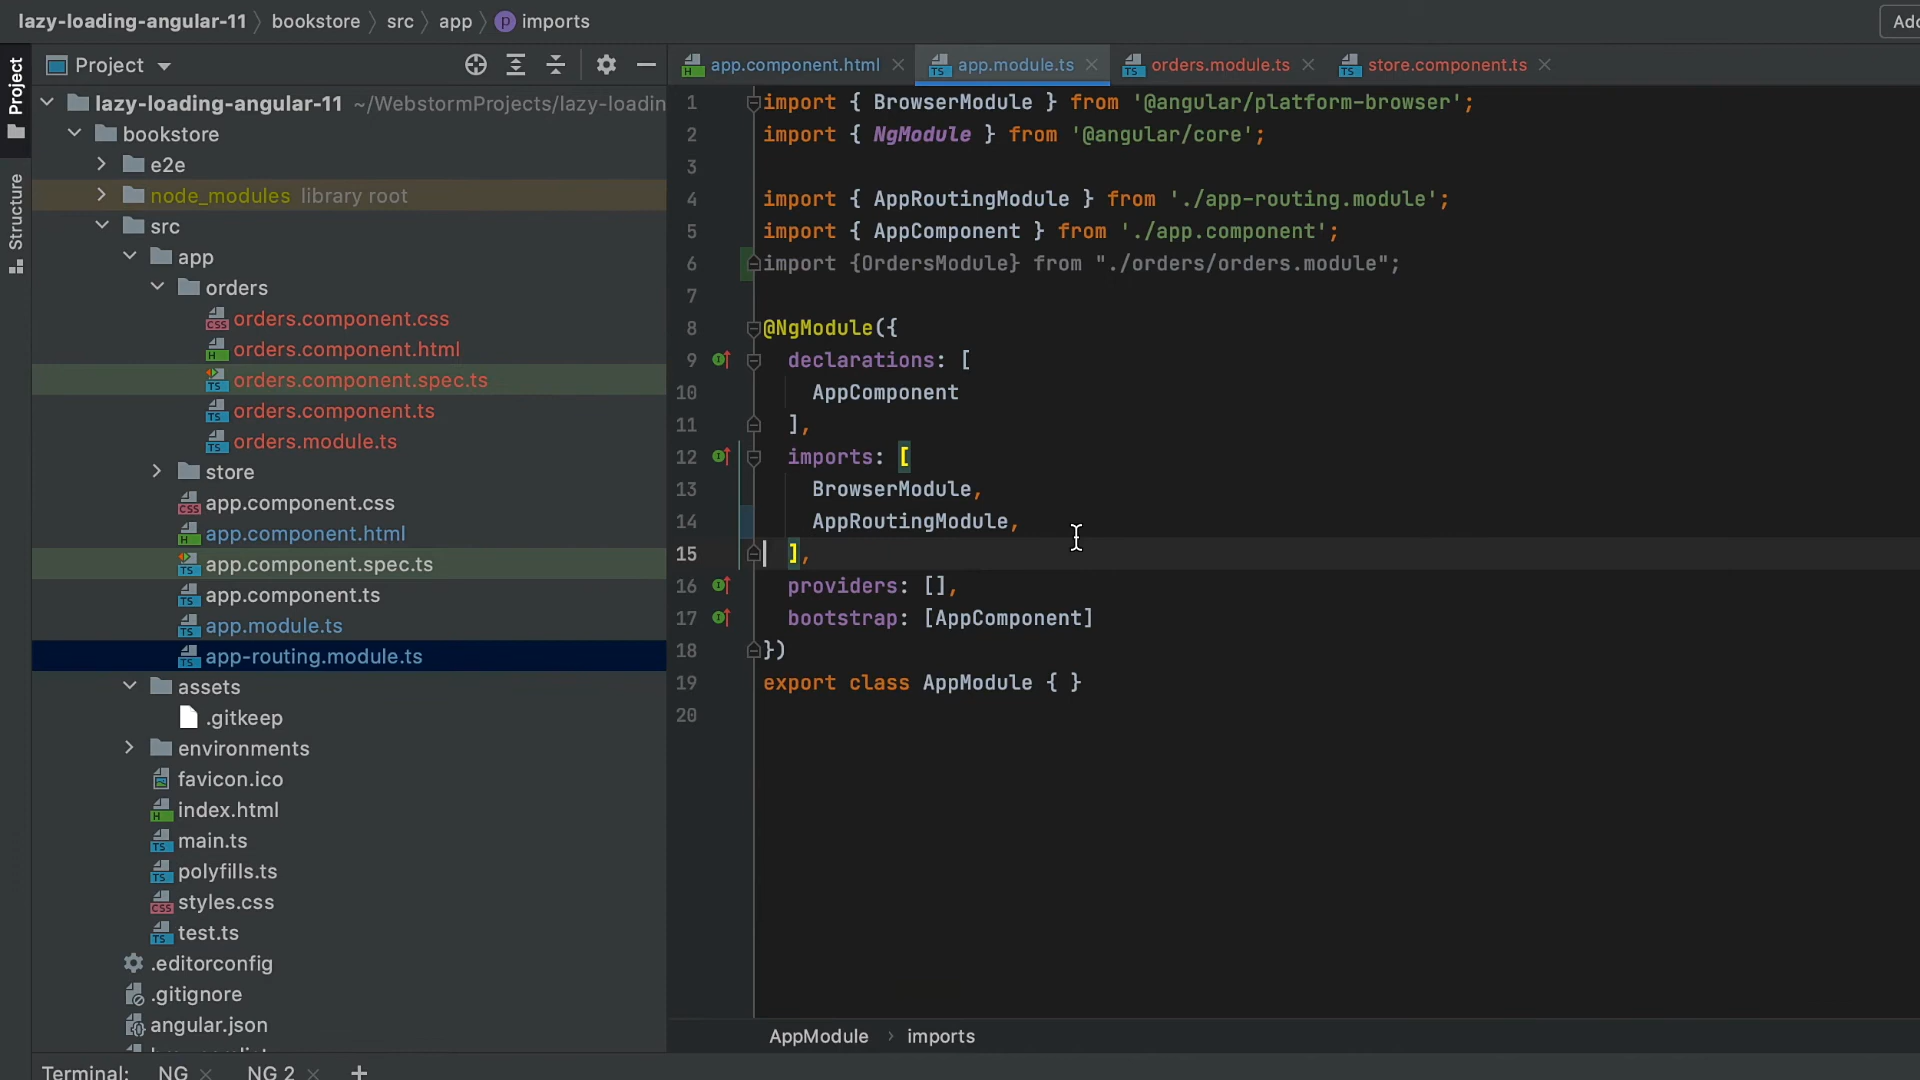 lazy-loading-angular-11 bookstore src app p imports
Project
Structure
Project
lazy-loading-angular-11 ~/WebstormProjects/lazy-loadin
bookstore
e2e
node_modules library root
src
app
orders
orders.component.css
orders.component.html
orders.component.spec.ts
orders.component.ts
orders.module.ts
store
app.component.css
app.component.html
app.component.spec.ts
app.component.ts
app.module.ts
app-routing.module.ts
assets
.gitkeep
environments
favicon.ico
index.html
main.ts
polyfills.ts
styles.css
test.ts
.editorconfig
.gitignore
angular.json
app.component.html app.module.ts orders.module.ts store.component.ts
1 import { BrowserModule } from '@angular/platform-browser';
2 import { NgModule } from '@angular/core';
3
4 import { AppRoutingModule } from './app-routing.module';
5 import { AppComponent } from './app.component';
6 import {OrdersModule} from "./orders/orders.module";
7
8 @NgModule({
9 declarations: [
10 AppComponent
11 ],
12 imports: [
13 BrowserModule,
14 AppRoutingModule,
15 ],
16 providers: [],
17 bootstrap: [AppComponent]
18 })
19 export class AppModule { }
20
AppModule › imports
Terminal: NG × NG 2 × +